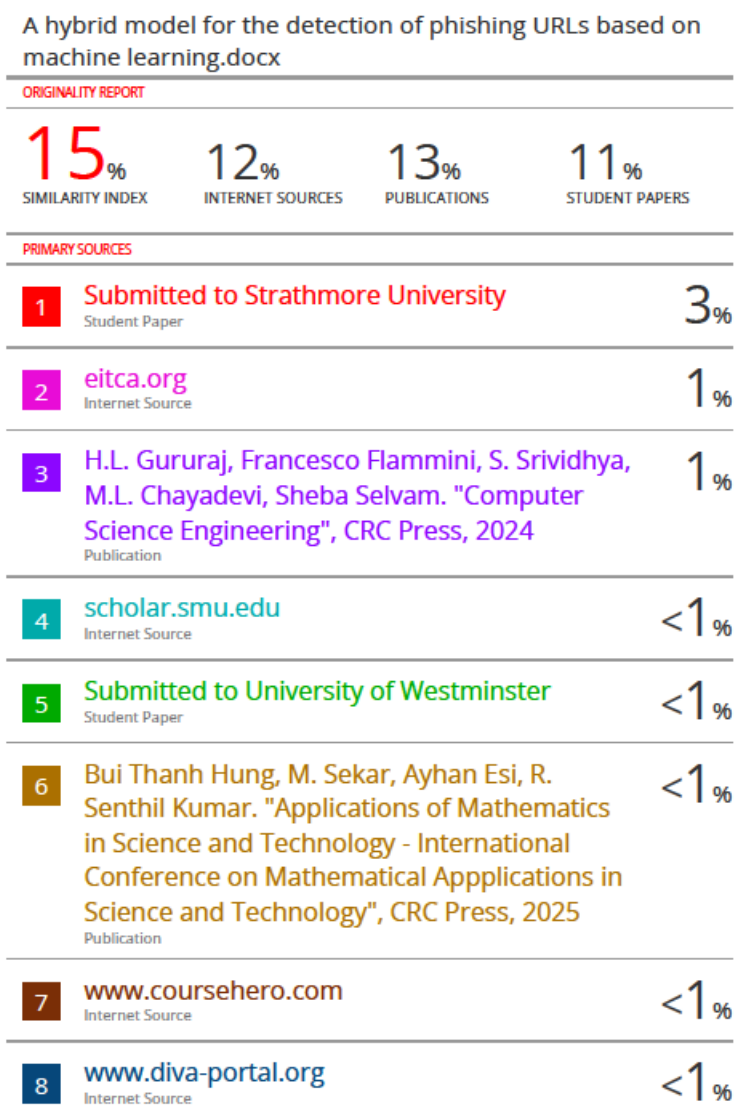 A hybrid model for the detection of phishing URLs based on
machine learning.docx
ORIGINALITY REPORT
15% 12% 13% 11%
SIMILARITY INDEX INTERNET SOURCES PUBLICATIONS STUDENT PAPERS
PRIMARY SOURCES
1 Submitted to Strathmore University 3%
Student Paper
2 eitca.org 1%
Internet Source
3 H.L. Gururaj, Francesco Flammini, S. Srividhya, 1%
M.L. Chayadevi, Sheba Selvam. "Computer
Science Engineering", CRC Press, 2024
Publication
4 scholar.smu.edu <1%
Internet Source
5 Submitted to University of Westminster <1%
Student Paper
6 Bui Thanh Hung, M. Sekar, Ayhan Esi, R. <1%
Senthil Kumar. "Applications of Mathematics
in Science and Technology - International
Conference on Mathematical Appplications in
Science and Technology", CRC Press, 2025
Publication
7 www.coursehero.com <1%
Internet Source
8 www.diva-portal.org <1%
Internet Source